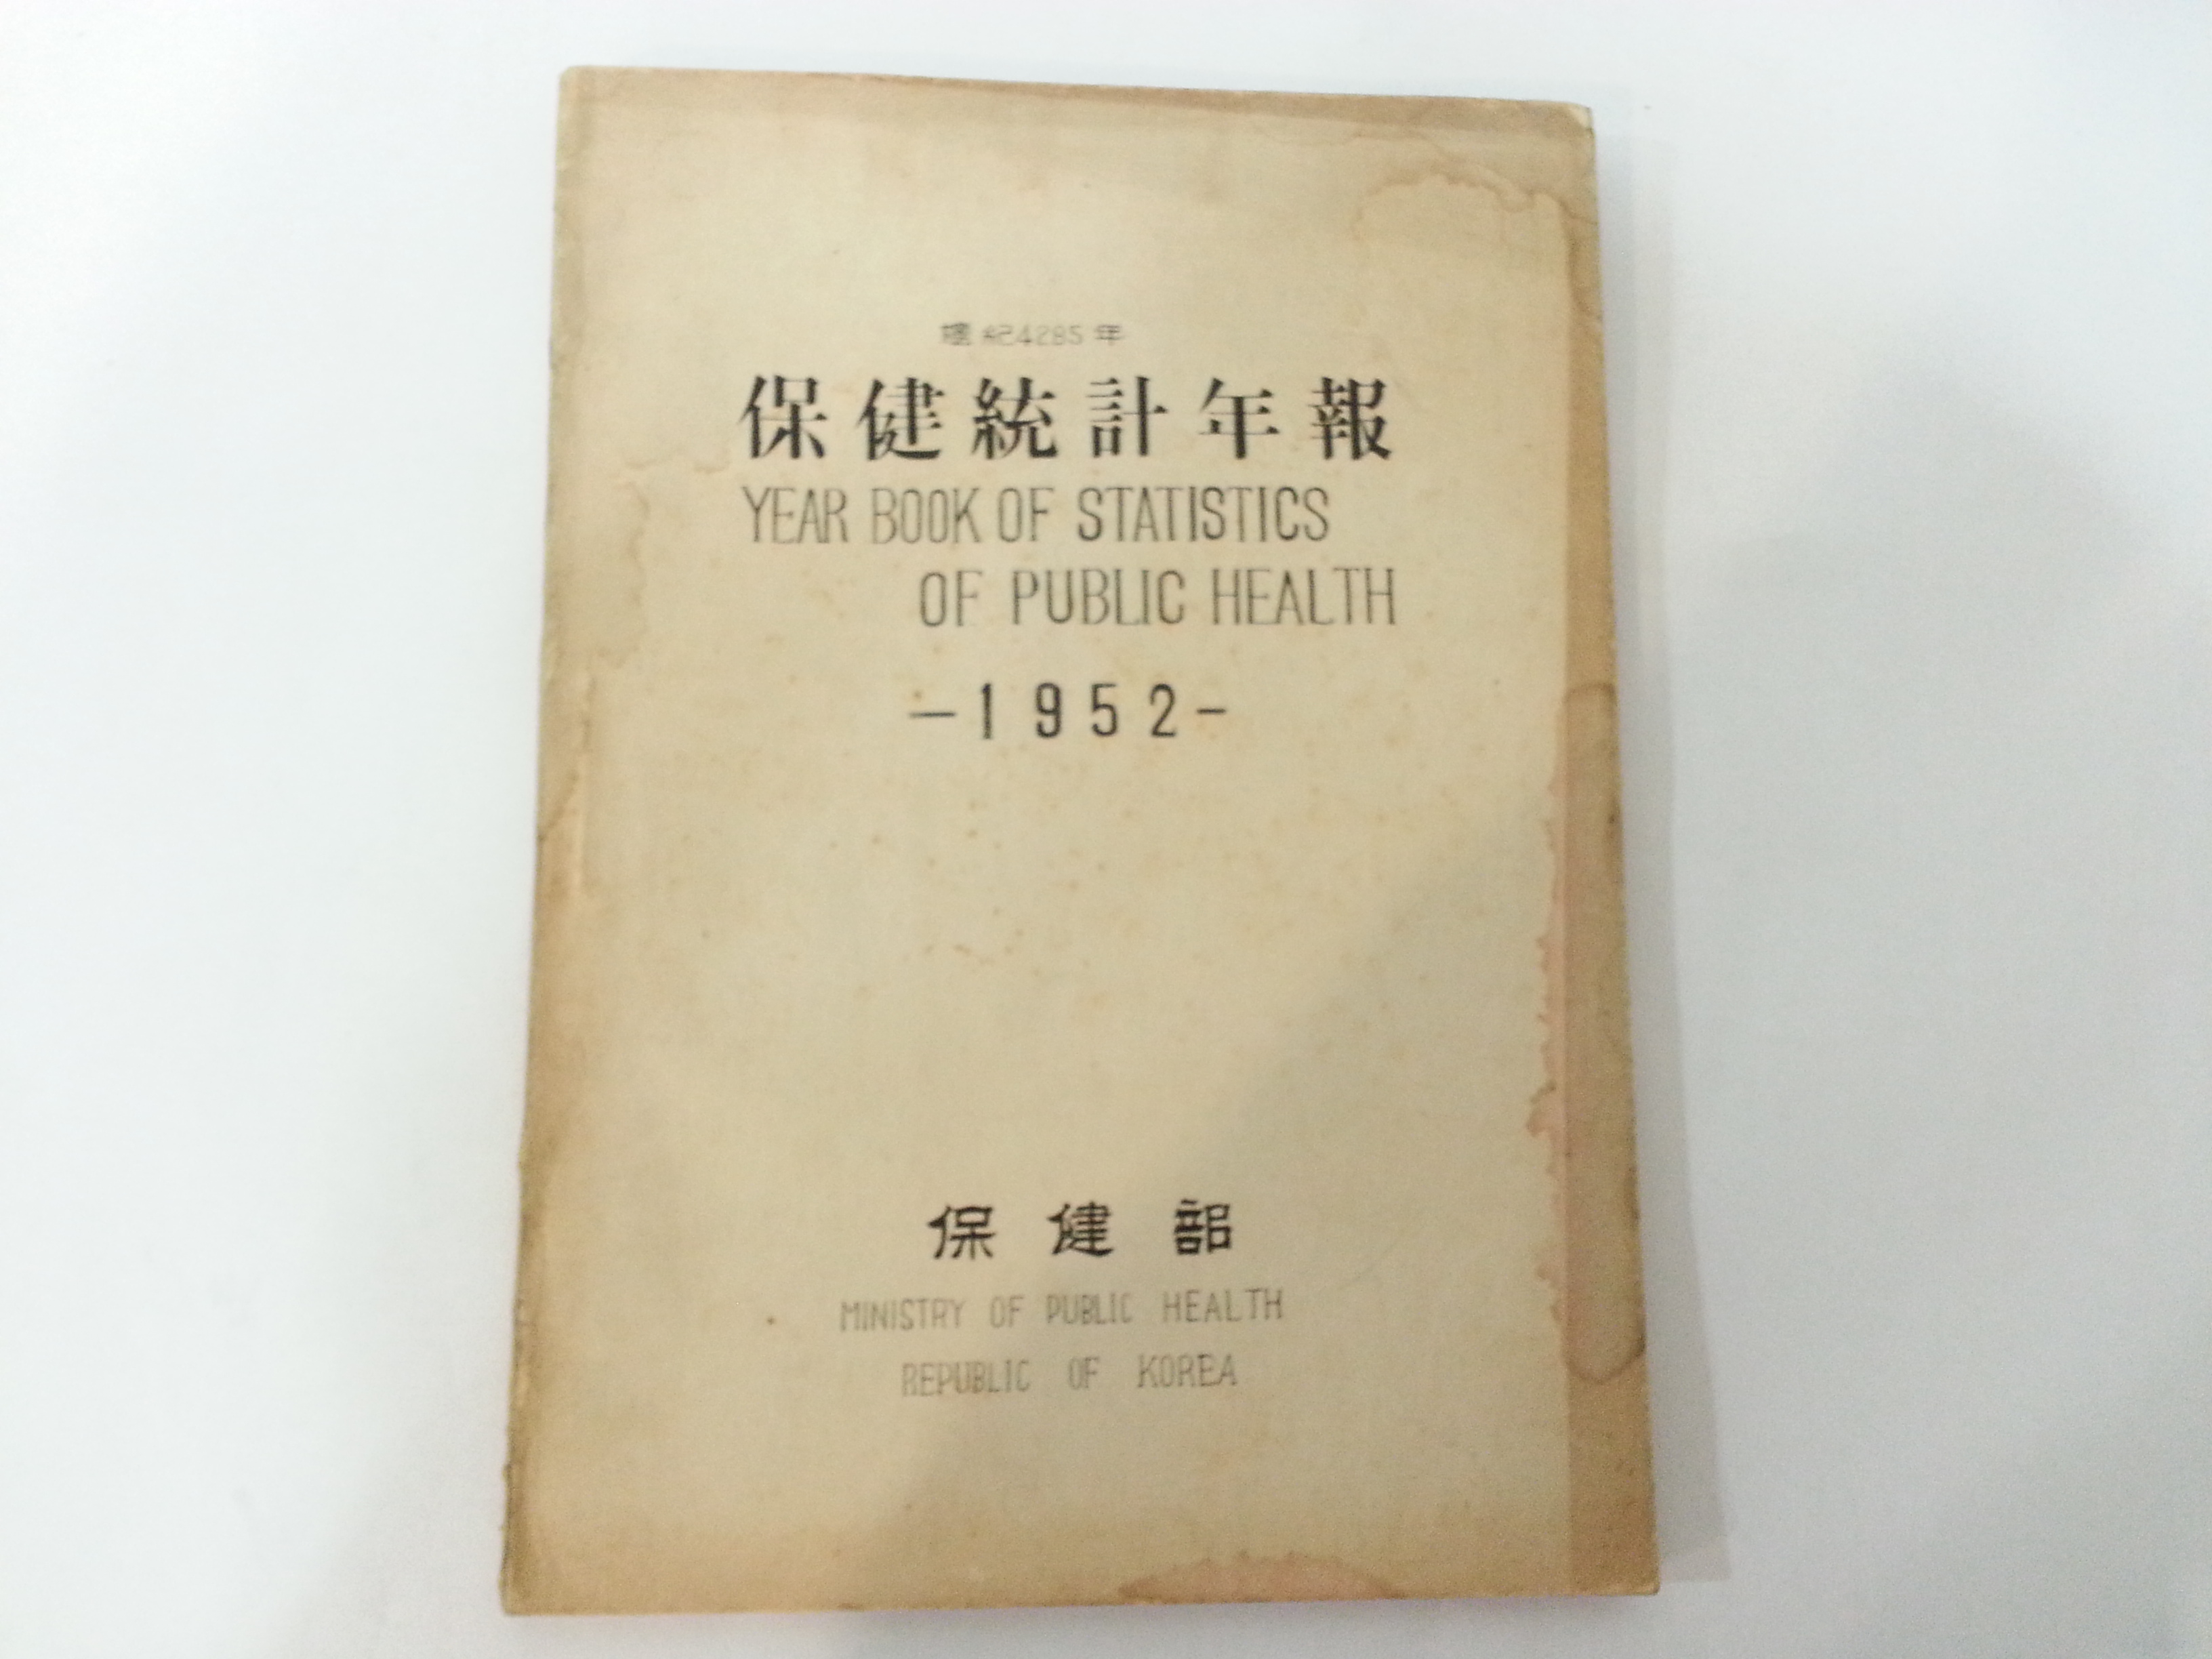 檀紀4285年
保健統計年報
YEAR BOOK OF STATISTICS
OF PUBLIC HEALTH
—1952-
保健部
MINISTRY OF PUBLIC HEALTH
REPUBLIC OF KOREA